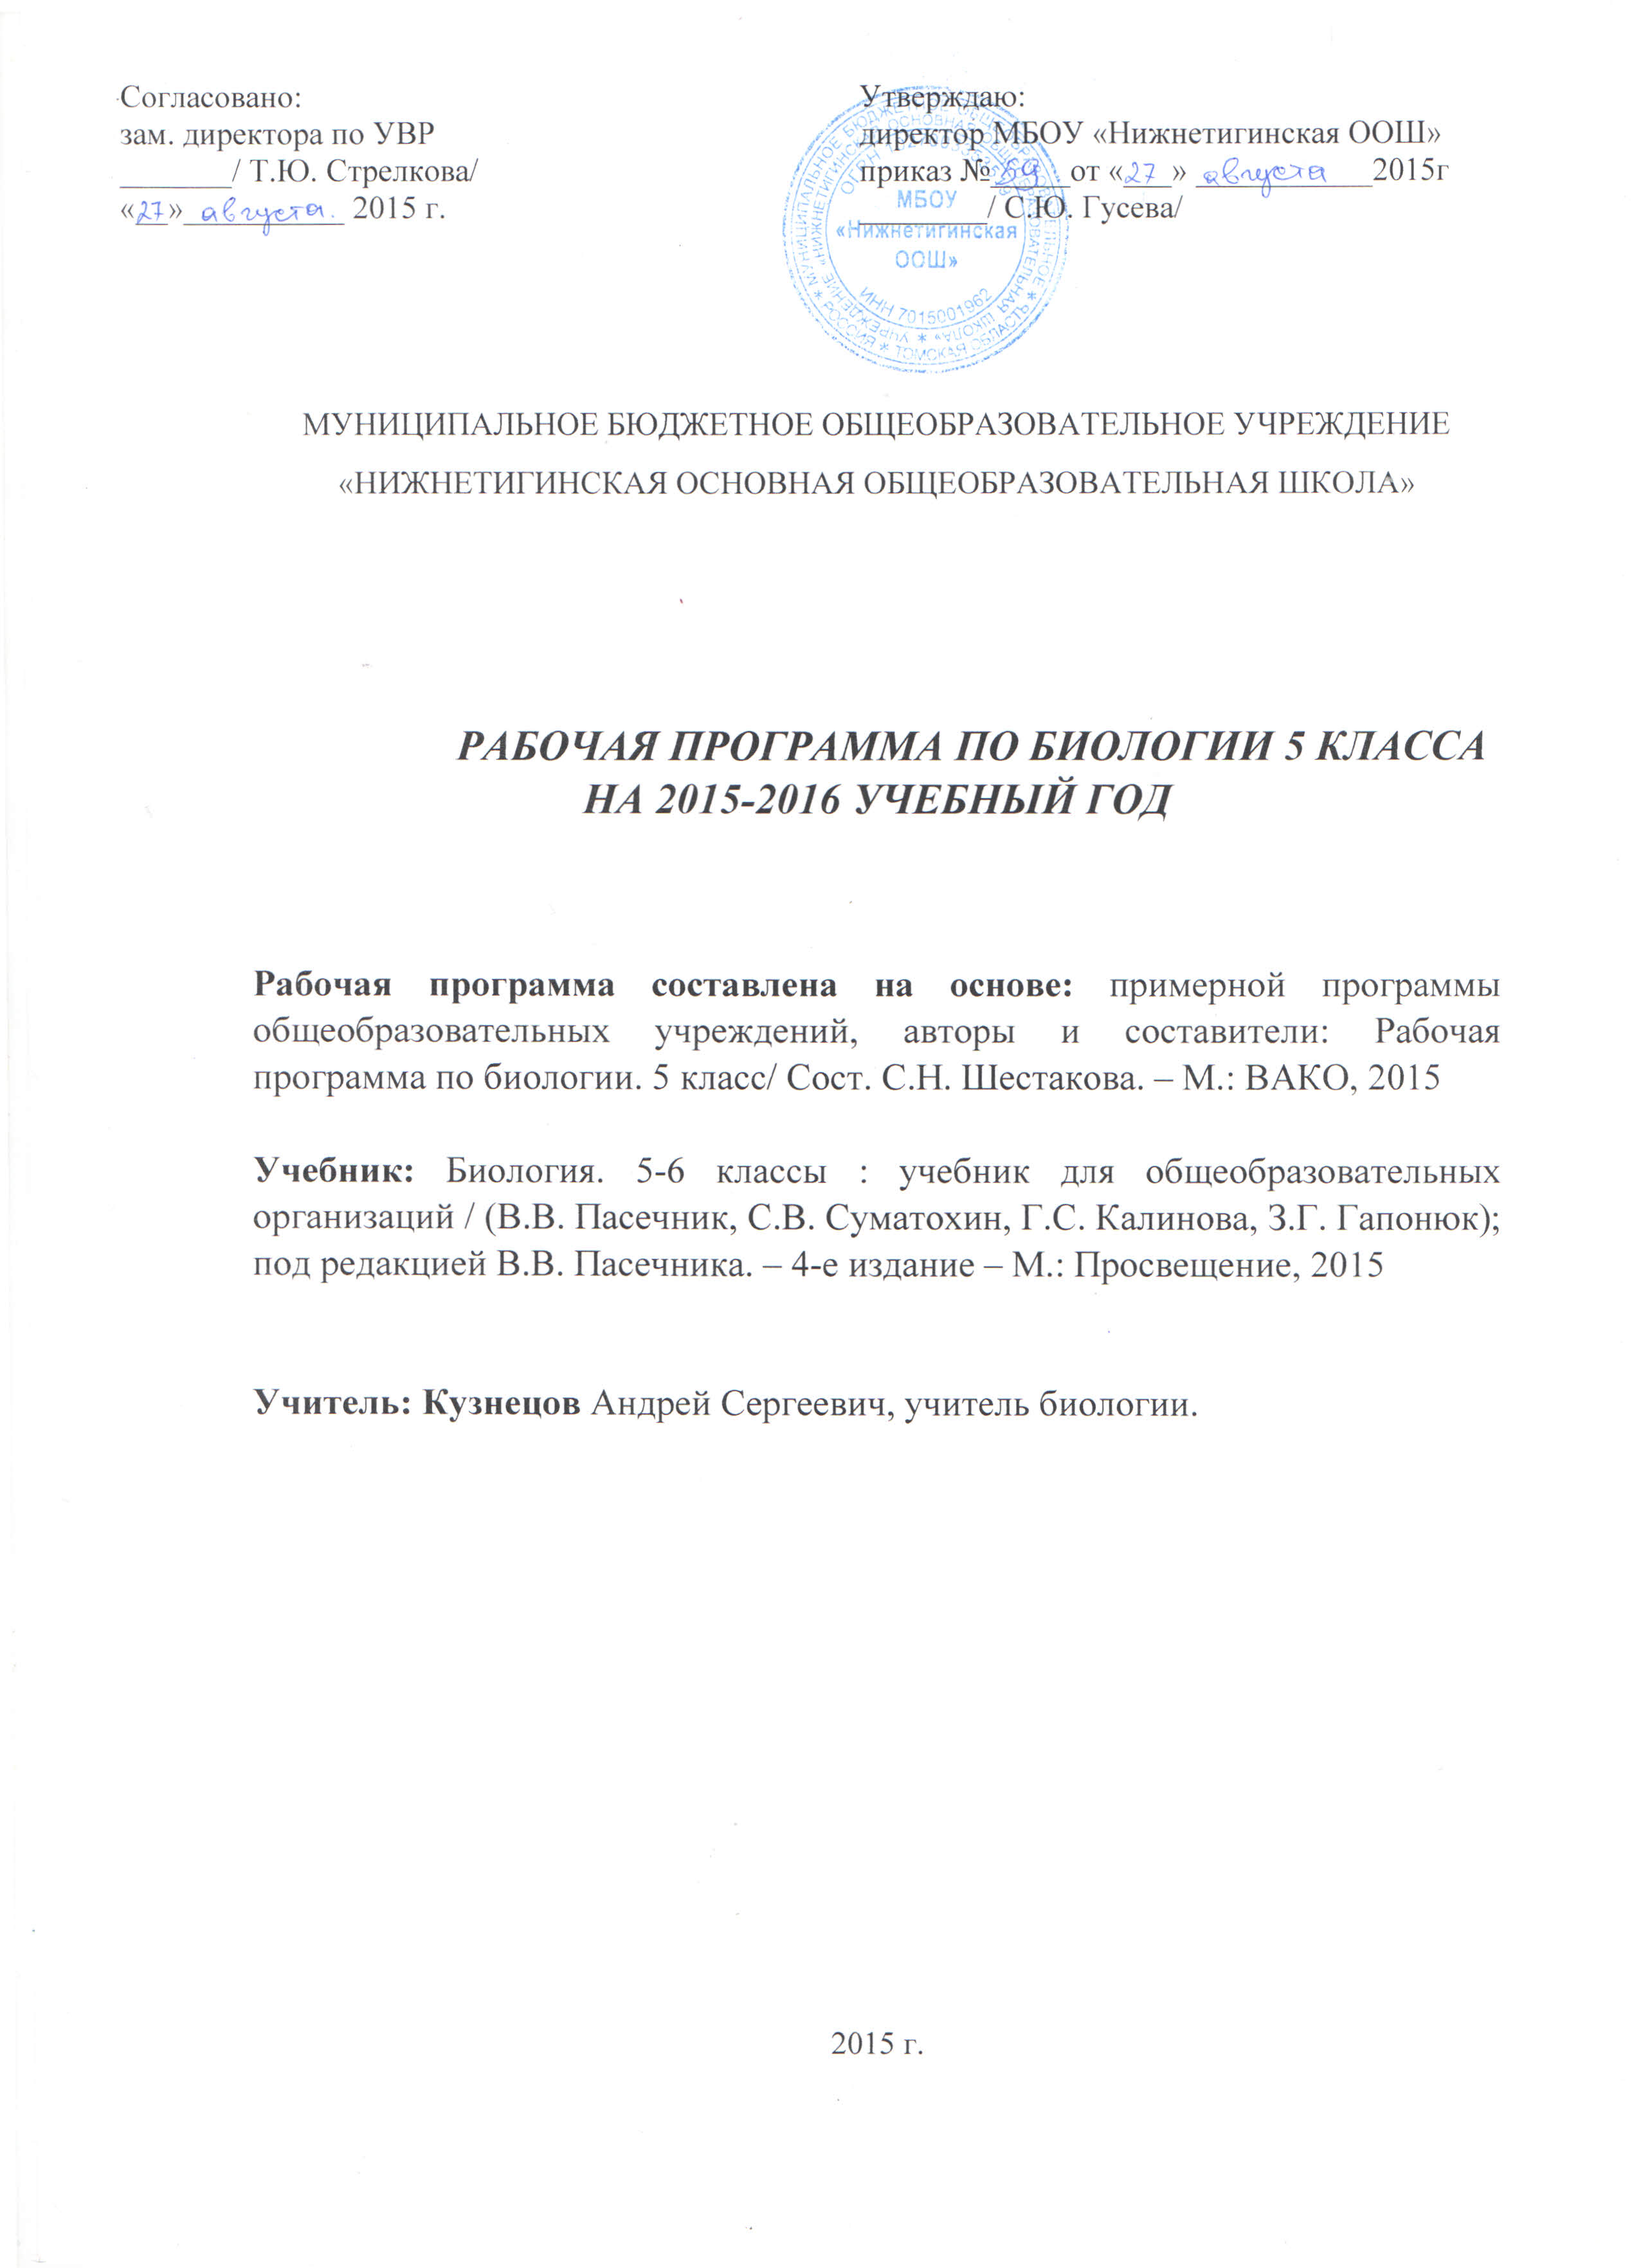 Согласовано:
зам. директора по УВР
_______/ Т.Ю. Стрелкова/
«27» августа. 2015 г.
Утверждаю:
директор МБОУ «Нижнетигинская ООШ»
приказ № от «27» августа 2015г
________/ С.Ю. Гусева/
МБОУ
«Нижнетигинская
ООШ»
ИНН 7015001962
МУНИЦИПАЛЬНОЕ БЮДЖЕТНОЕ ОБЩЕОБРАЗОВАТЕЛЬНОЕ УЧРЕЖДЕНИЕ
«НИЖНЕТИГИНСКАЯ ОСНОВНАЯ ОБЩЕОБРАЗОВАТЕЛЬНАЯ ШКОЛА»
РАБОЧАЯ ПРОГРАММА ПО БИОЛОГИИ 5 КЛАССА
НА 2015-2016 УЧЕБНЫЙ ГОД
Рабочая программа составлена на основе: примерной программы
общеобразовательных учреждений, авторы и составители: Рабочая
программа по биологии. 5 класс/ Сост. С.Н. Шестакова. – М.: ВАКО, 2015
Учебник: Биология. 5-6 классы : учебник для общеобразовательных
организаций / (В.В. Пасечник, С.В. Суматохин, Г.С. Калинова, З.Г. Гапонюк);
под редакцией В.В. Пасечника. – 4-е издание – М.: Просвещение, 2015
Учитель: Кузнецов Андрей Сергеевич, учитель биологии.
2015 г.